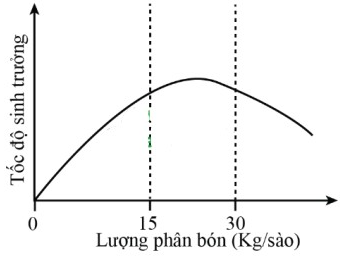 Tốc độ sinh trưởng
0 15 30
Lượng phân bón (Kg/sào)